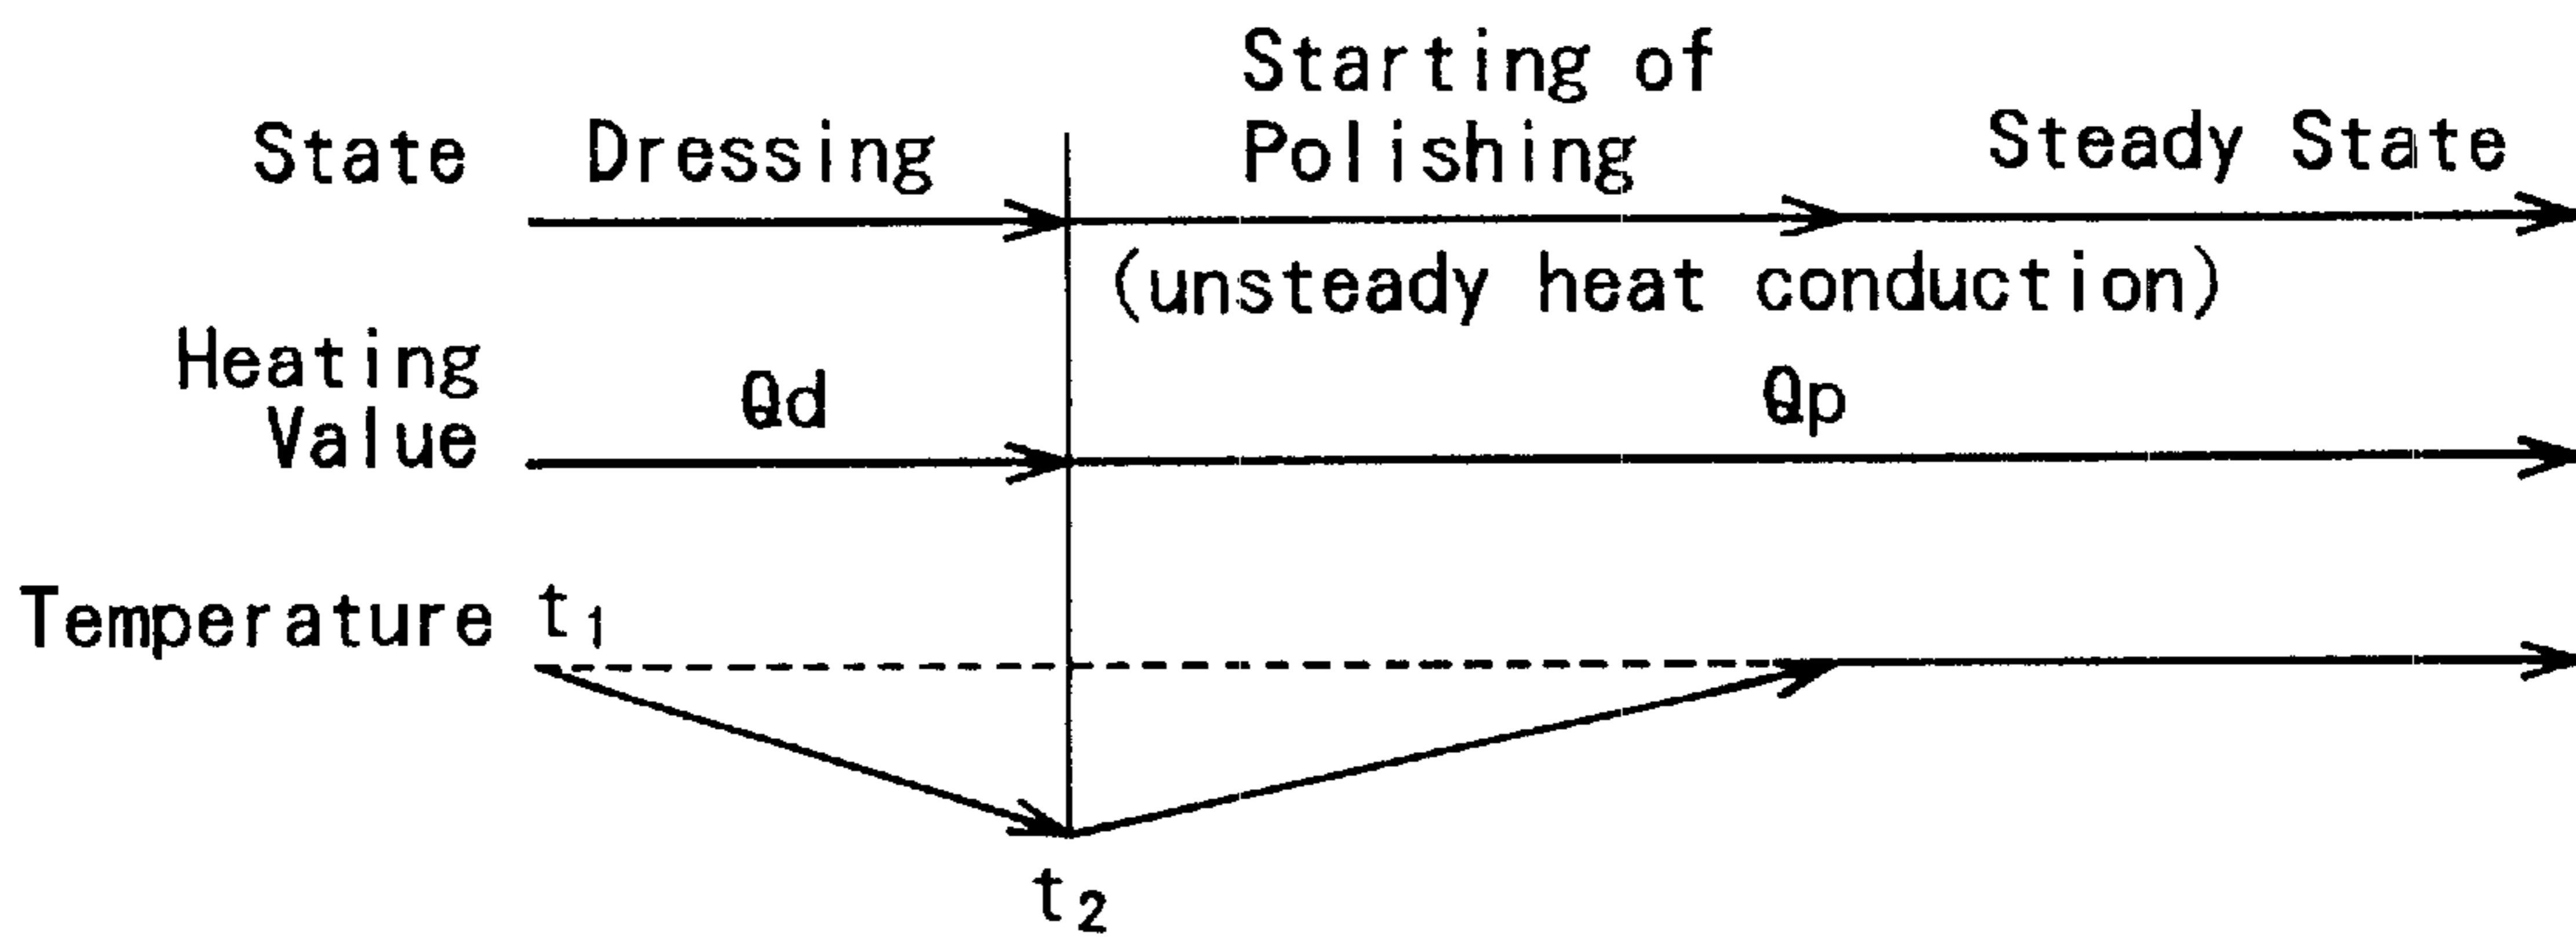 Starting of
State Dressing Polishing Steady State
(unsteady heat conduction)
Heating
Value Qd Qp
Temperature t₁
t₂